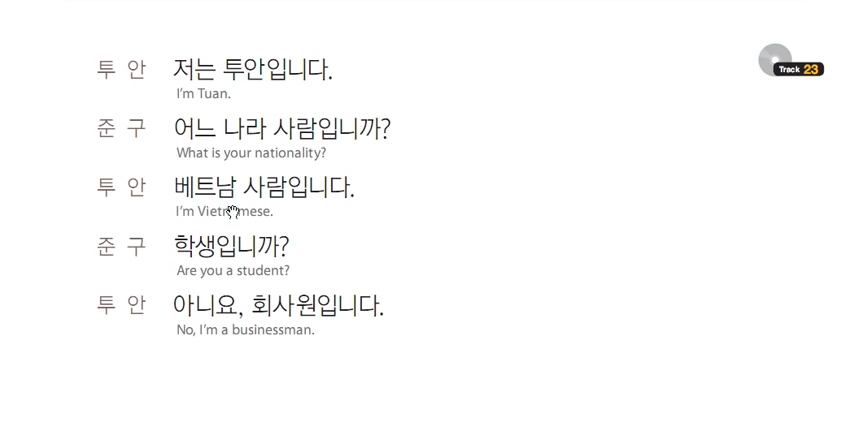 Track 23
투 안 저는 투안입니다.
I'm Tuan.
준 구 어느 나라 사람입니까?
What is your nationality?
투 안 베트남 사람입니다.
I'm Vietnamese.
준 구 학생입니까?
Are you a student?
투 안 아니요, 회사원입니다.
No, I'm a businessman.